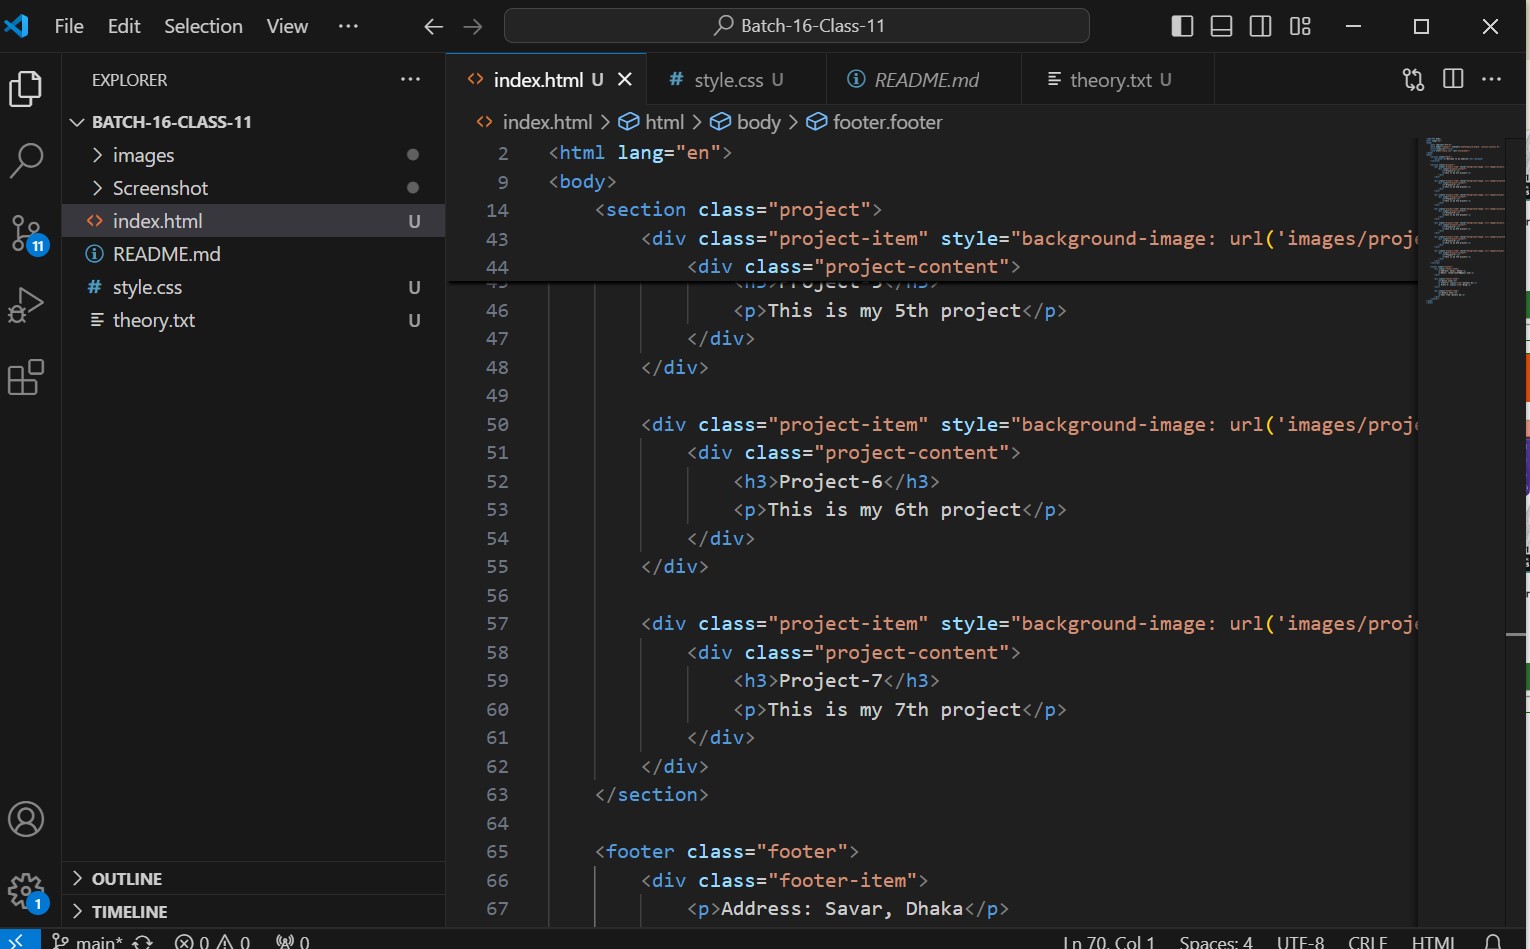 File Edit Selection View ··· Batch-16-Class-11
EXPLORER ···
BATCH-16-CLASS-11
images
Screenshot
index.html U
README.md
style.css U
theory.txt U
11
1
OUTLINE
TIMELINE
index.html U style.css U README.md theory.txt U
index.html > html > body > footer.footer
2 <html lang="en">
9 <body>
14 <section class="project">
43 <div class="project-item" style="background-image: url('images/proj
44 <div class="project-content">
46 <p>This is my 5th project</p>
47 </div>
48 </div>
49
50 <div class="project-item" style="background-image: url('images/proj
51 <div class="project-content">
52 <h3>Project-6</h3>
53 <p>This is my 6th project</p>
54 </div>
55 </div>
56
57 <div class="project-item" style="background-image: url('images/proj
58 <div class="project-content">
59 <h3>Project-7</h3>
60 <p>This is my 7th project</p>
61 </div>
62 </div>
63 </section>
64
65 <footer class="footer">
66 <div class="footer-item">
67 <p>Address: Savar, Dhaka</p>
main* 0 0 0 Ln 70, Col 1 Spaces: 4 UTF-8 CRLF HTML